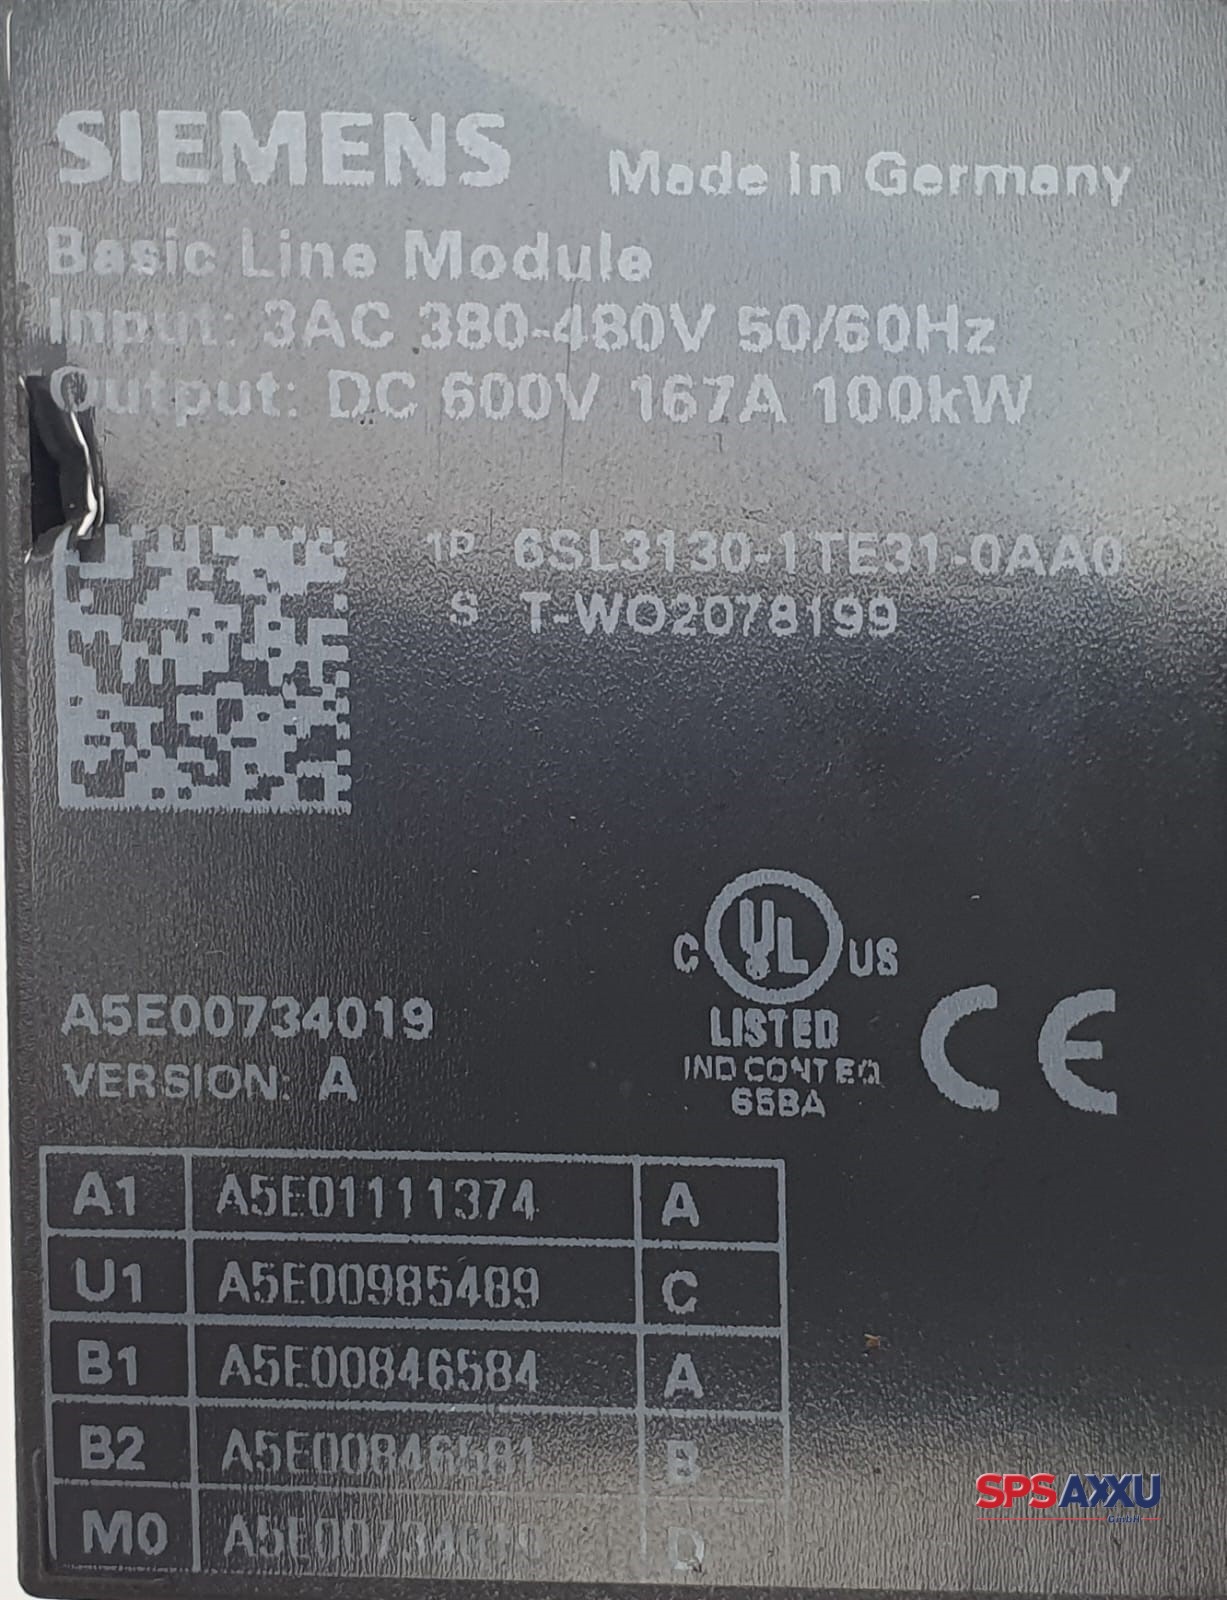 SIEMENS Made in Germany
Basic Line Module
Input: 3AC 380-480V 50/60Hz
Output: DC 600V 167A 100kW
1P 6SL3130-1TE31-0AA0
S T-WO2078199
C UL US
LISTED
IND CONT EQ
65BA
CE
A5E00734019
VERSION: A
A1 A5E01111374 A
U1 A5E00985489 C
B1 A5E00846584 A
B2 A5E00846581 B
M0 D
SPSAXXU
GmbH